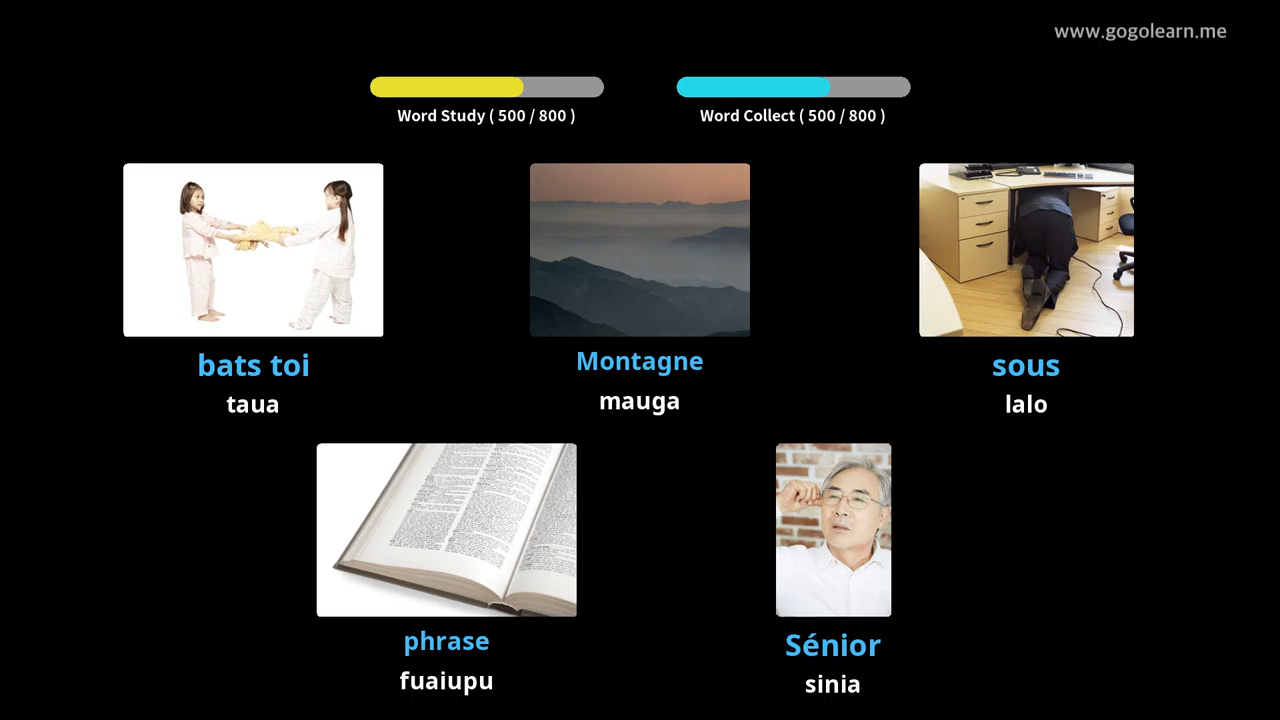 www.gogolearn.me
Word Study ( 500 / 800 )
Word Collect ( 500 / 800 )
bats toi
taua
Montagne
mauga
sous
lalo
phrase
fuaiupu
Sénior
sinia